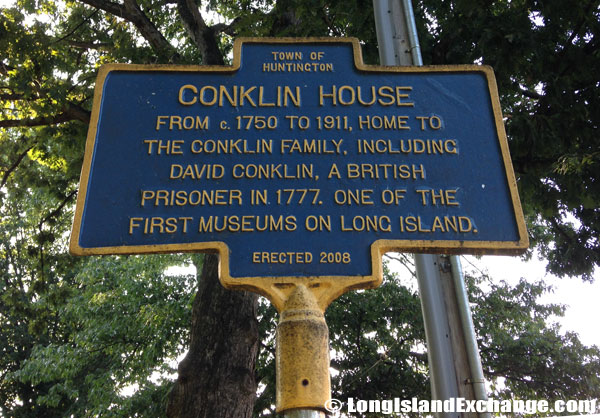 TOWN OF
HUNTINGTON
CONKLIN HOUSE
FROM c. 1750 TO 1911, HOME TO
THE CONKLIN FAMILY, INCLUDING
DAVID CONKLIN, A BRITISH
PRISONER IN 1777. ONE OF THE
FIRST MUSEUMS ON LONG ISLAND.
ERECTED 2008
© LongIslandExchange.com